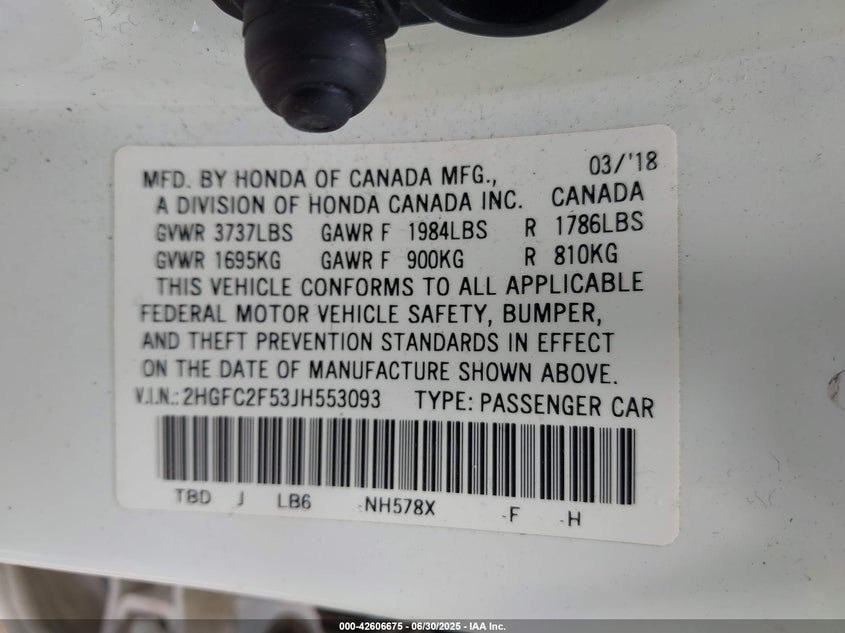 MFD. BY HONDA OF CANADA MFG., 03/'18
A DIVISION OF HONDA CANADA INC. CANADA
GVWR 3737LBS GAWR F 1984LBS R 1786LBS
GVWR 1695KG GAWR F 900KG R 810KG
THIS VEHICLE CONFORMS TO ALL APPLICABLE
FEDERAL MOTOR VEHICLE SAFETY, BUMPER,
AND THEFT PREVENTION STANDARDS IN EFFECT
ON THE DATE OF MANUFACTURE SHOWN ABOVE.
V.I.N.: 2HGFC2F53JH553093 TYPE: PASSENGER CAR
TBD J LB6 -NH578X -F -H
000-42606675 - 06/30/2025 - IAA Inc.